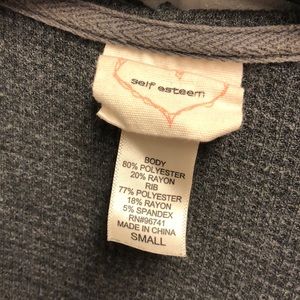 self esteem
BODY
80% POLYESTER
20% RAYON
RIB
77% POLYESTER
18% RAYON
5% SPANDEX
RN#96741
MADE IN CHINA
SMALL